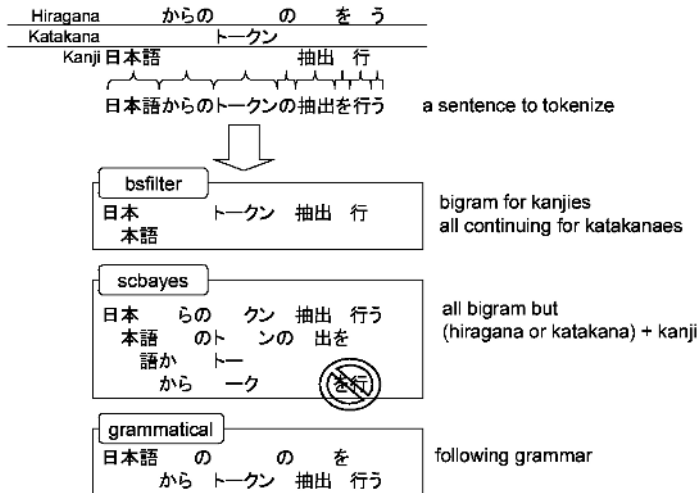 Hiragana からの の を う
Katakana トークン
Kanji 日本語 抽出 行
日本語からのトークンの抽出を行う a sentence to tokenize
bsfilter
日本 トークン 抽出 行
本語
bigram for kanjies
all continuing for katakanaes
scbayes
日本 らの クン 抽出 行う
本語 のト ンの 出を
語か トー
から ーク を行
all bigram but
(hiragana or katakana) + kanji
grammatical
日本語 の の を
から トークン 抽出 行う
following grammar